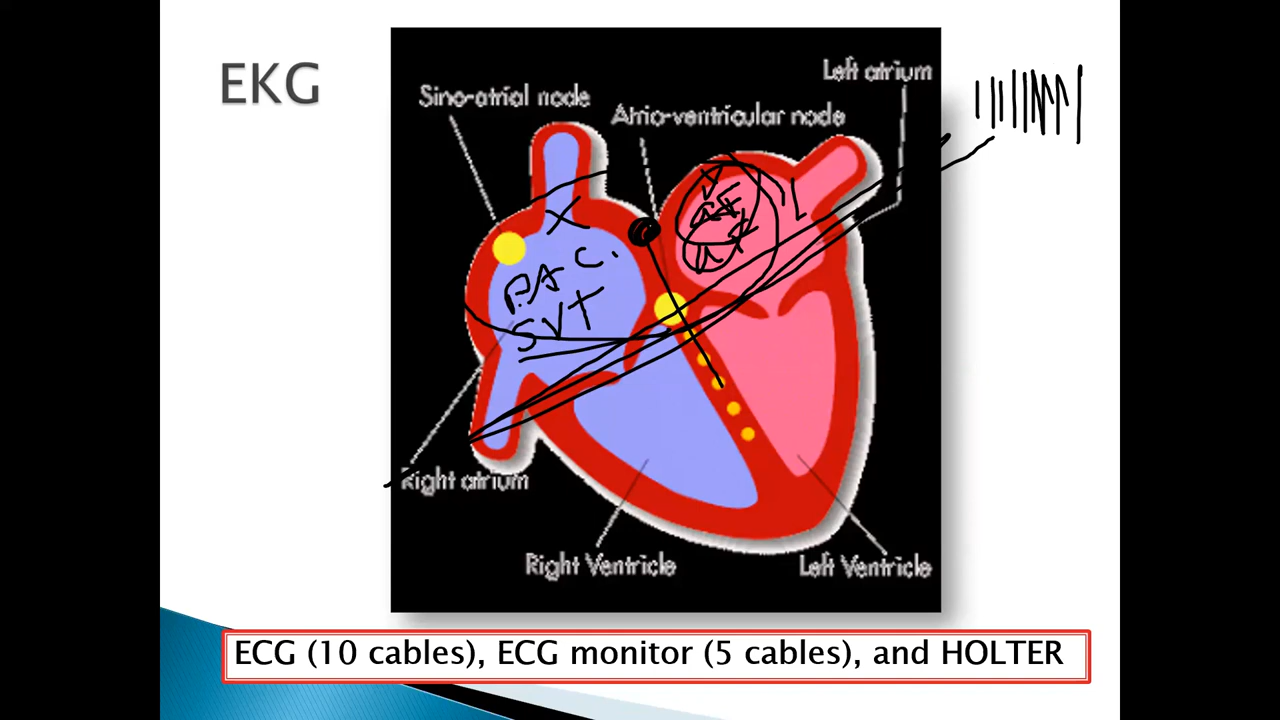 EKG
Left atrium
Sino-atrial node
Atrio-ventricular node
P.A C.
SVT
Right atrium
Right Ventricle
Left Ventricle
ECG (10 cables), ECG monitor (5 cables), and HOLTER